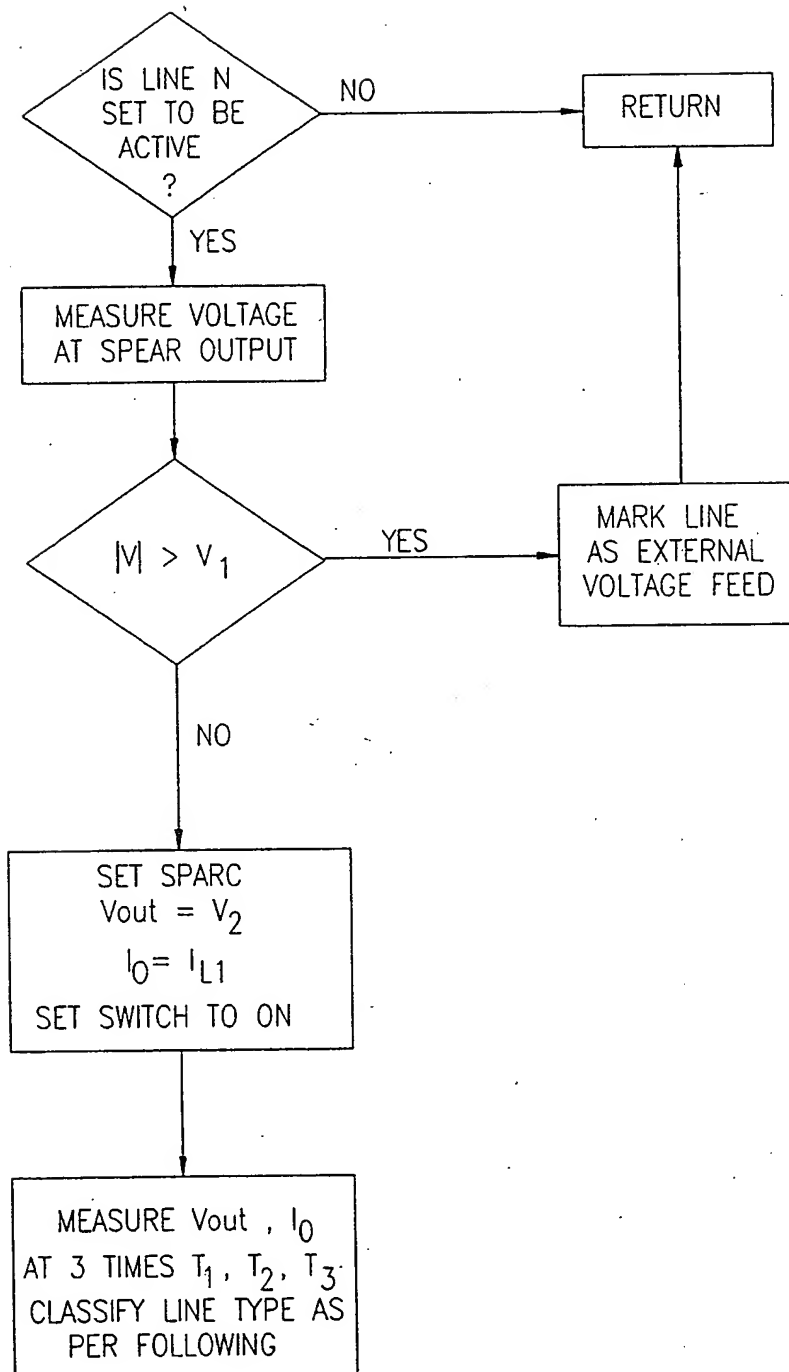 IS LINE N
SET TO BE
ACTIVE
?
NO
RETURN
YES
MEASURE VOLTAGE
AT SPEAR OUTPUT
|V| > V1
YES
MARK LINE
AS EXTERNAL
VOLTAGE FEED
NO
SET SPARC
Vout = V2
I0= IL1
SET SWITCH TO ON
MEASURE Vout , I0
AT 3 TIMES T1, T2, T3
CLASSIFY LINE TYPE AS
PER FOLLOWING